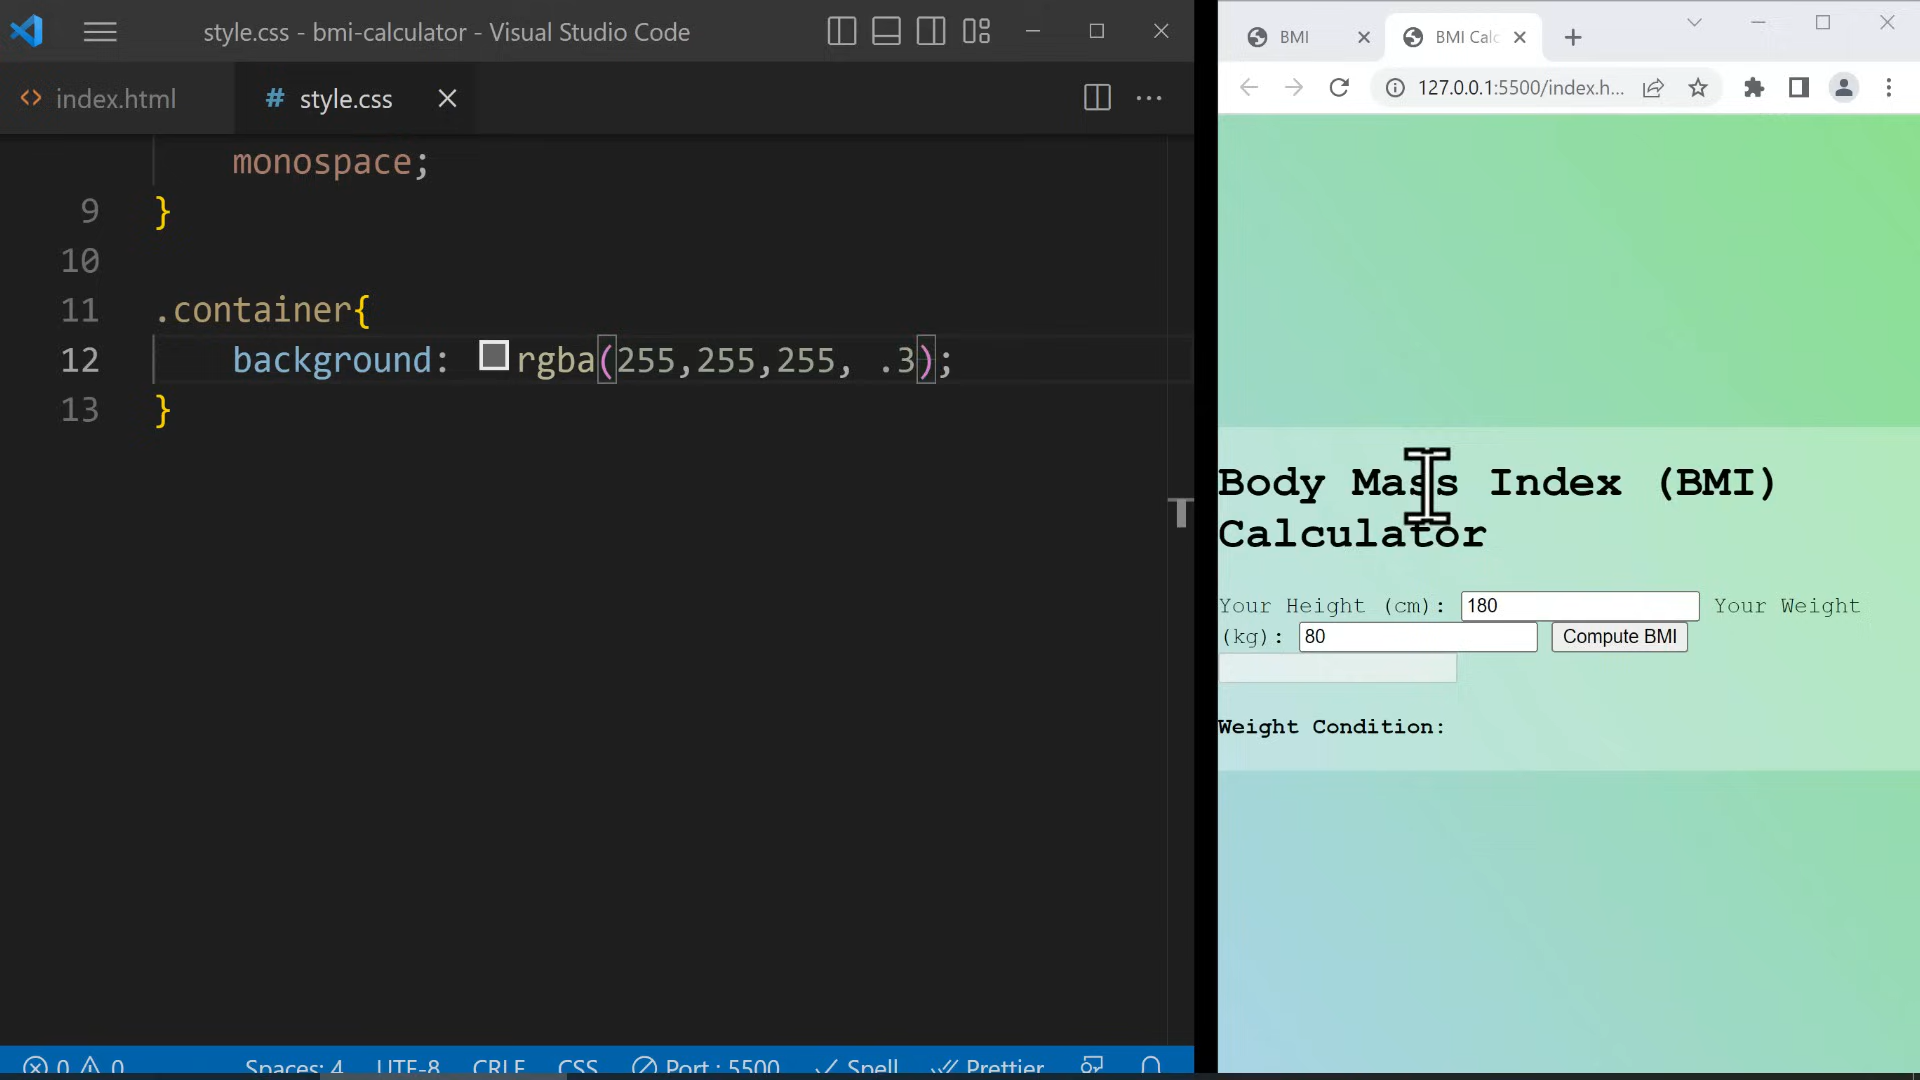 style.css - bmi-calculator - Visual Studio Code
index.html
style.css
monospace;
9 }
10
11 .container{
12 background: rgba(255,255,255, .3);
13 }
0 0 Spaces: 4 UTF-8 CRLF CSS Port : 5500 Spell Prettier
BMI
BMI Calc
127.0.0.1:5500/index.h...
Body Mass Index (BMI)
Calculator
Your Height (cm): 180 Your Weight
(kg): 80 Compute BMI
Weight Condition: